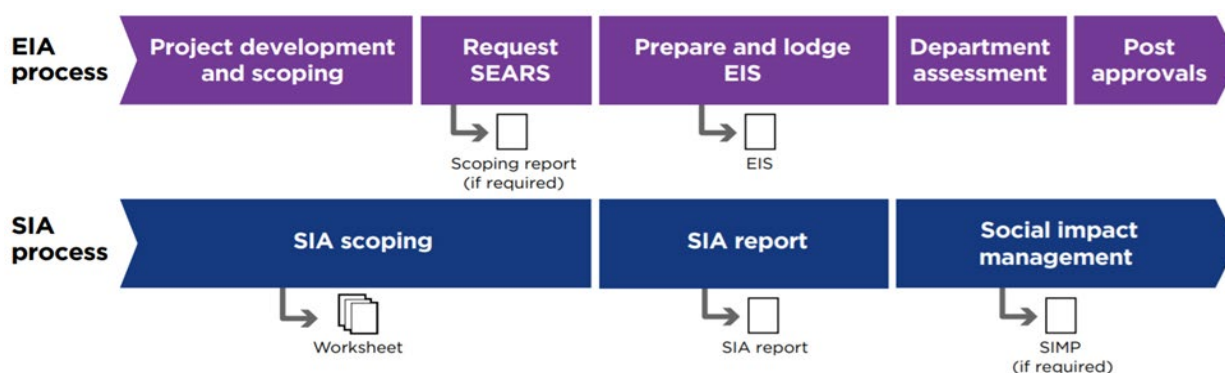 EIA
process
Project development
and scoping
Request
SEARS
Prepare and lodge
EIS
Department
assessment
Post
approvals
Scoping report
(if required)
EIS
SIA
process
SIA scoping
SIA report
Social impact
management
Worksheet
SIA report
SIMP
(if required)